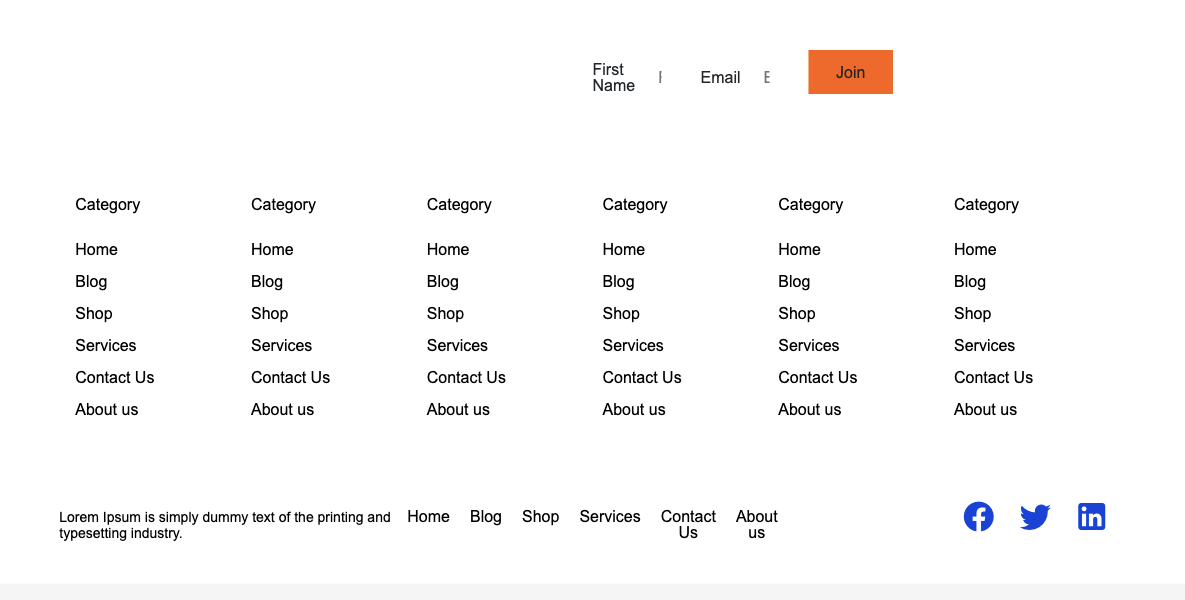 First
Name
Email
Join
Category Category Category Category Category Category
Home Home Home Home Home Home
Blog Blog Blog Blog Blog Blog
Shop Shop Shop Shop Shop Shop
Services Services Services Services Services Services
Contact Us Contact Us Contact Us Contact Us Contact Us Contact Us
About us About us About us About us About us About us
Lorem Ipsum is simply dummy text of the printing and
typesetting industry.
Home Blog Shop Services Contact
Us
About
us